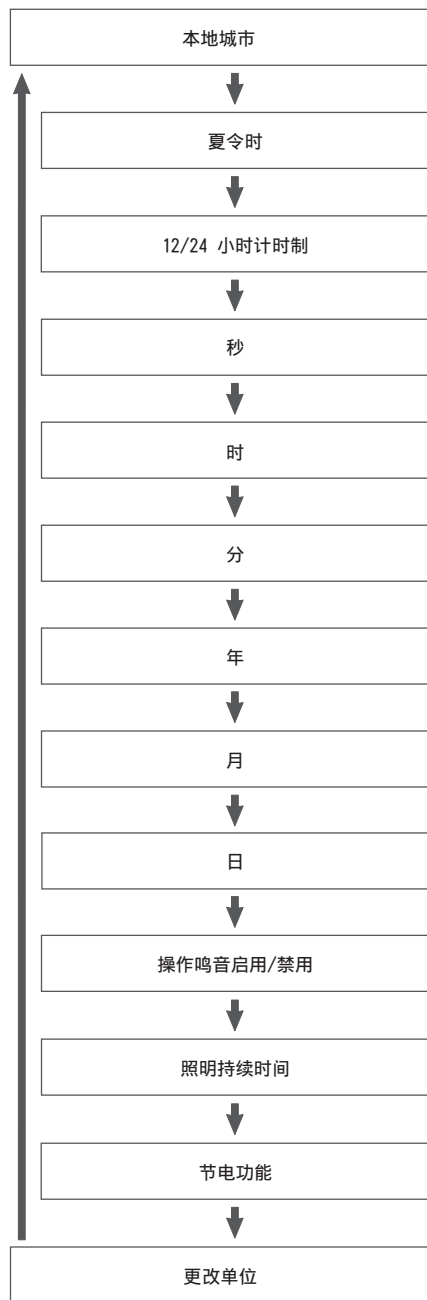 本地城市
夏令时
12/24 小时计时制
秒
时
分
年
月
日
操作鸣音启用/禁用
照明持续时间
节电功能
更改单位